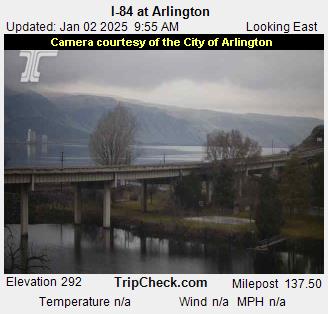 I-84 at Arlington
Updated: Jan 02 2025 9:55 AM Looking East
Camera courtesy of the City of Arlington
Elevation 292 TripCheck.com Milepost 137.50
Temperature n/a Wind n/a MPH n/a